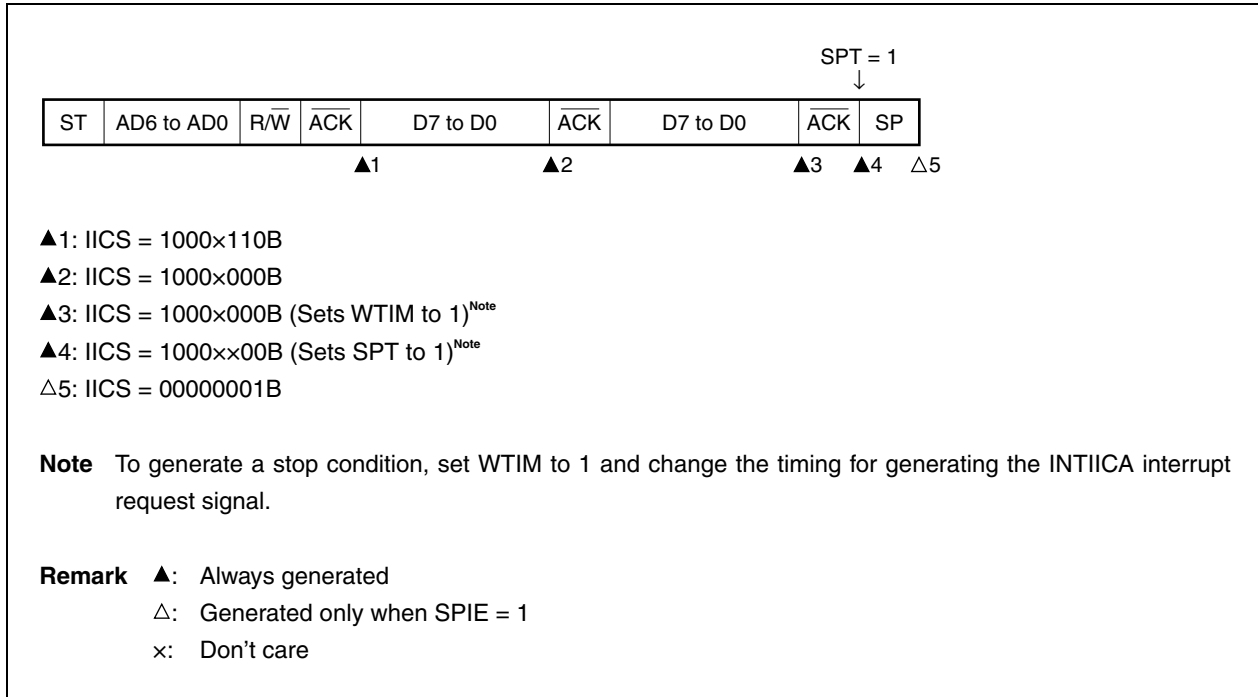 SPT = 1
↓
ST AD6 to AD0 R/W̅ A̅C̅K̅ D7 to D0 A̅C̅K̅ D7 to D0 A̅C̅K̅ SP
▲1 ▲2 ▲3 ▲4 △5
▲1: IICS = 1000×110B
▲2: IICS = 1000×000B
▲3: IICS = 1000×000B (Sets WTIM to 1)Note
▲4: IICS = 1000××00B (Sets SPT to 1)Note
△5: IICS = 00000001B
Note To generate a stop condition, set WTIM to 1 and change the timing for generating the INTIICA interrupt
request signal.
Remark ▲: Always generated
△: Generated only when SPIE = 1
×: Don't care